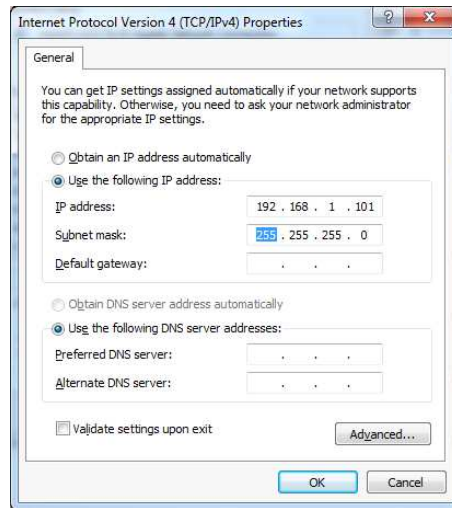 Internet Protocol Version 4 (TCP/IPv4) Properties
General
You can get IP settings assigned automatically if your network supports
this capability. Otherwise, you need to ask your network administrator
for the appropriate IP settings.
Obtain an IP address automatically
Use the following IP address:
IP address: 192 . 168 . 1 . 101
Subnet mask: 255 . 255 . 255 . 0
Default gateway: . . .
Obtain DNS server address automatically
Use the following DNS server addresses:
Preferred DNS server: . . .
Alternate DNS server: . . .
Validate settings upon exit
Advanced...
OK Cancel